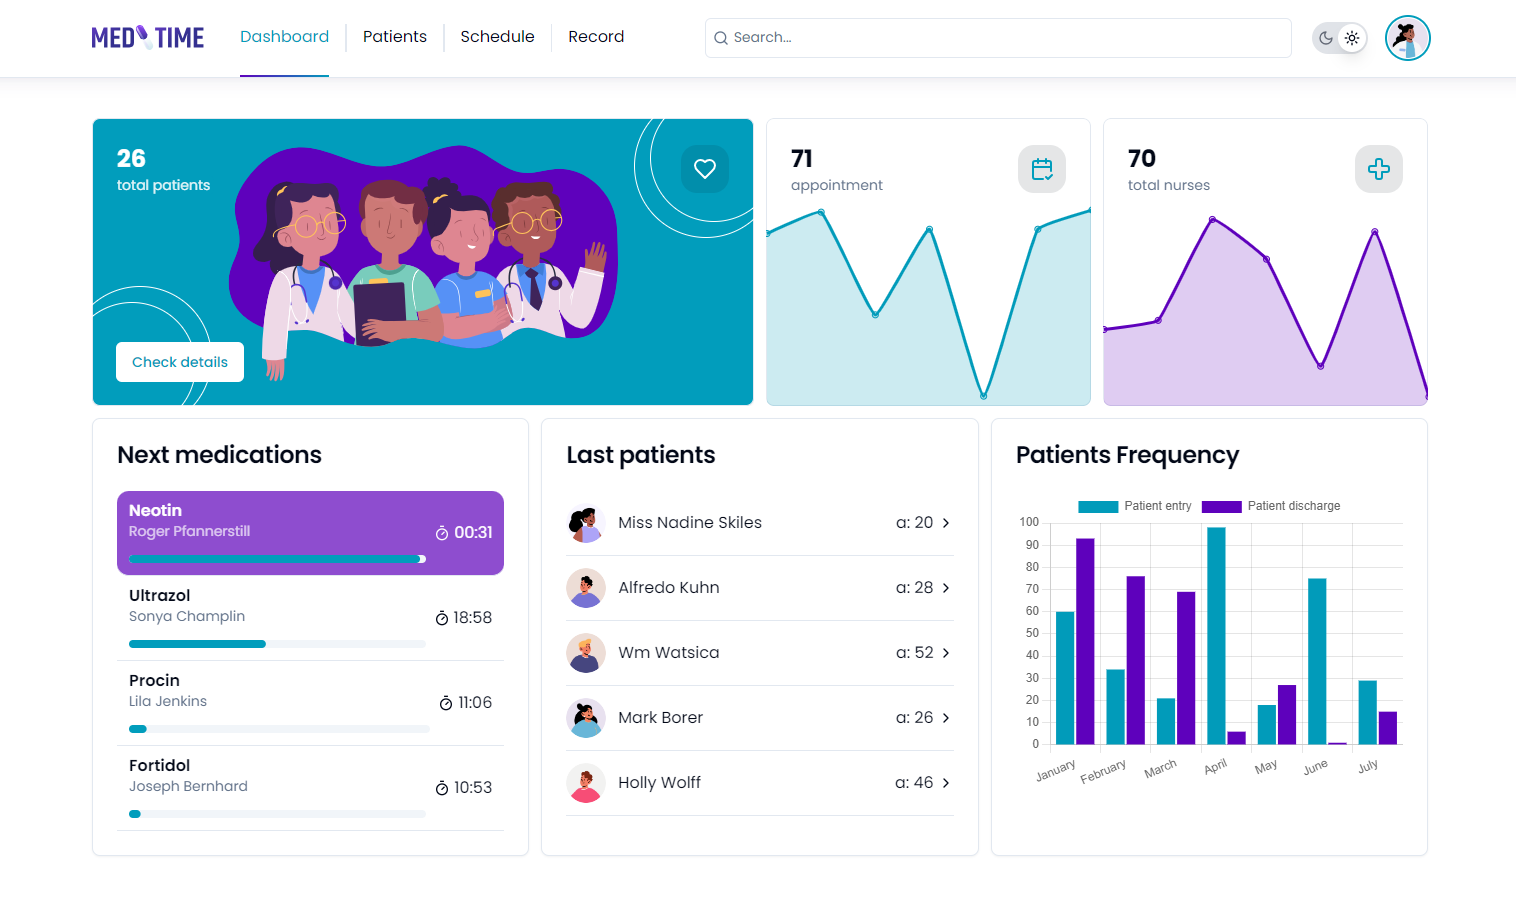 MED TIME
Dashboard
Patients
Schedule
Record
Search...
26
total patients
Check details
71
appointment
70
total nurses
Next medications
Neotin
Roger Pfannerstill
00:31
Ultrazol
Sonya Champlin
18:58
Procin
Lila Jenkins
11:06
Fortidol
Joseph Bernhard
10:53
Last patients
Miss Nadine Skiles
a: 20
Alfredo Kuhn
a: 28
Wm Watsica
a: 52
Mark Borer
a: 26
Holly Wolff
a: 46
Patients Frequency
Patient entry
Patient discharge
100
90
80
70
60
50
40
30
20
10
0
January
February
March
April
May
June
July